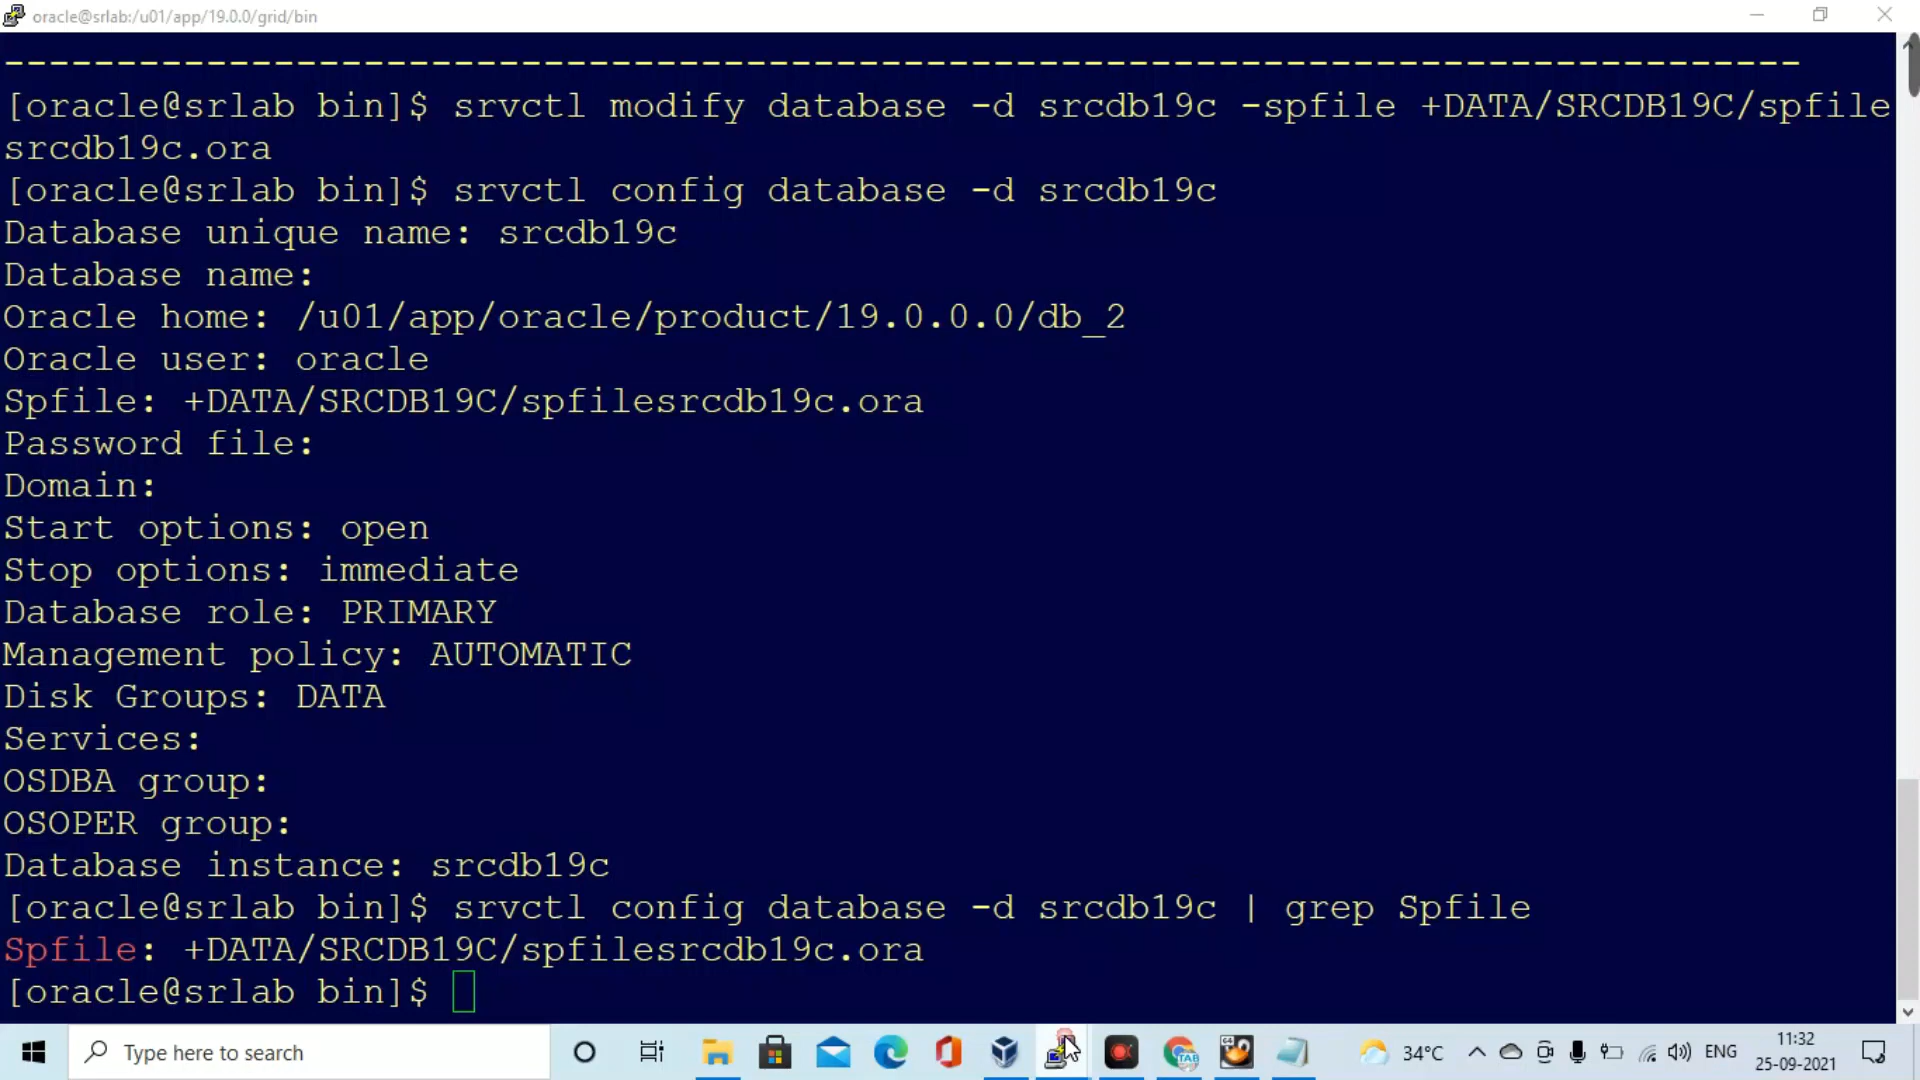 oracle@srlab:/u01/app/19.0.0/grid/bin
--------------------------------------------------------------------------------
[oracle@srlab bin]$ srvctl modify database -d srcdb19c -spfile +DATA/SRCDB19C/spfile
srcdb19c.ora
[oracle@srlab bin]$ srvctl config database -d srcdb19c
Database unique name: srcdb19c
Database name:
Oracle home: /u01/app/oracle/product/19.0.0.0/db_2
Oracle user: oracle
Spfile: +DATA/SRCDB19C/spfilesrcdb19c.ora
Password file:
Domain:
Start options: open
Stop options: immediate
Database role: PRIMARY
Management policy: AUTOMATIC
Disk Groups: DATA
Services:
OSDBA group:
OSOPER group:
Database instance: srcdb19c
[oracle@srlab bin]$ srvctl config database -d srcdb19c | grep Spfile
Spfile: +DATA/SRCDB19C/spfilesrcdb19c.ora
[oracle@srlab bin]$
Type here to search
TAB
64
34°C
ENG
11:32
25-09-2021